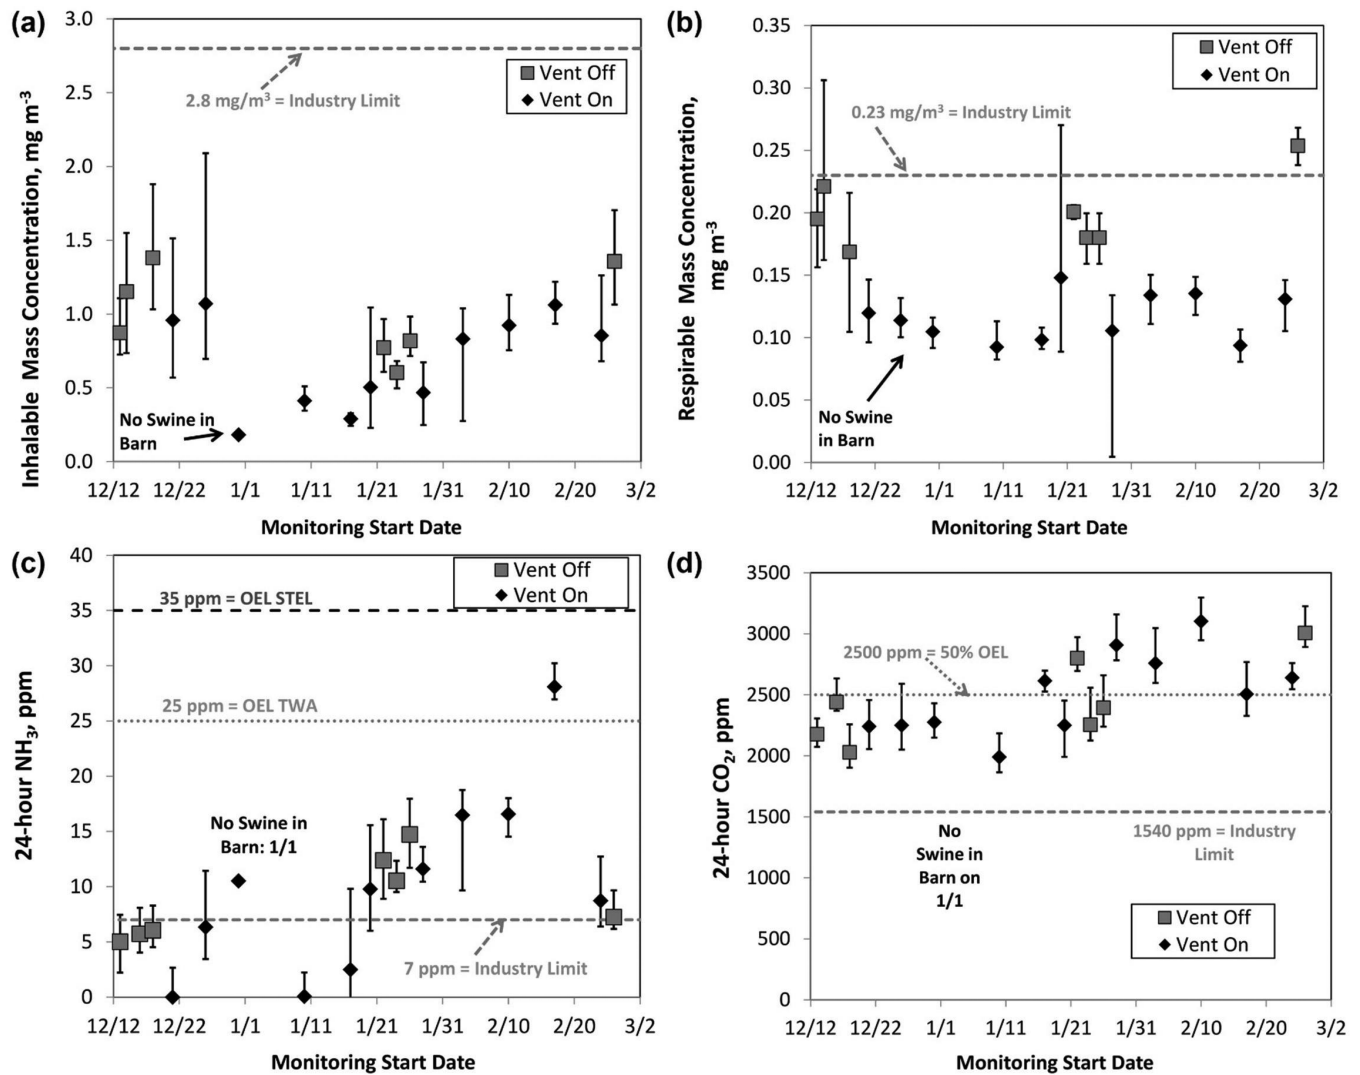 (a)
Inhalable Mass Concentration, mg m⁻³
3.0
2.5
2.0
1.5
1.0
0.5
0.0
2.8 mg/m³ = Industry Limit
Vent Off
Vent On
No Swine in
Barn
12/12 12/22 1/1 1/11 1/21 1/31 2/10 2/20 3/2
Monitoring Start Date
(b)
Respirable Mass Concentration,
mg m⁻³
0.35
0.30
0.25
0.20
0.15
0.10
0.05
0.00
Vent Off
Vent On
0.23 mg/m³ = Industry Limit
No Swine
in Barn
12/12 12/22 1/1 1/11 1/21 1/31 2/10 2/20 3/2
Monitoring Start Date
(c)
24-hour NH₃, ppm
40
35
30
25
20
15
10
5
0
Vent Off
Vent On
35 ppm = OEL STEL
25 ppm = OEL TWA
No Swine in
Barn: 1/1
7 ppm = Industry Limit
12/12 12/22 1/1 1/11 1/21 1/31 2/10 2/20 3/2
Monitoring Start Date
(d)
24-hour CO₂, ppm
3500
3000
2500
2000
1500
1000
500
0
2500 ppm = 50% OEL
No
Swine in
Barn on
1/1
1540 ppm = Industry
Limit
Vent Off
Vent On
12/12 12/22 1/1 1/11 1/21 1/31 2/10 2/20 3/2
Monitoring Start Date